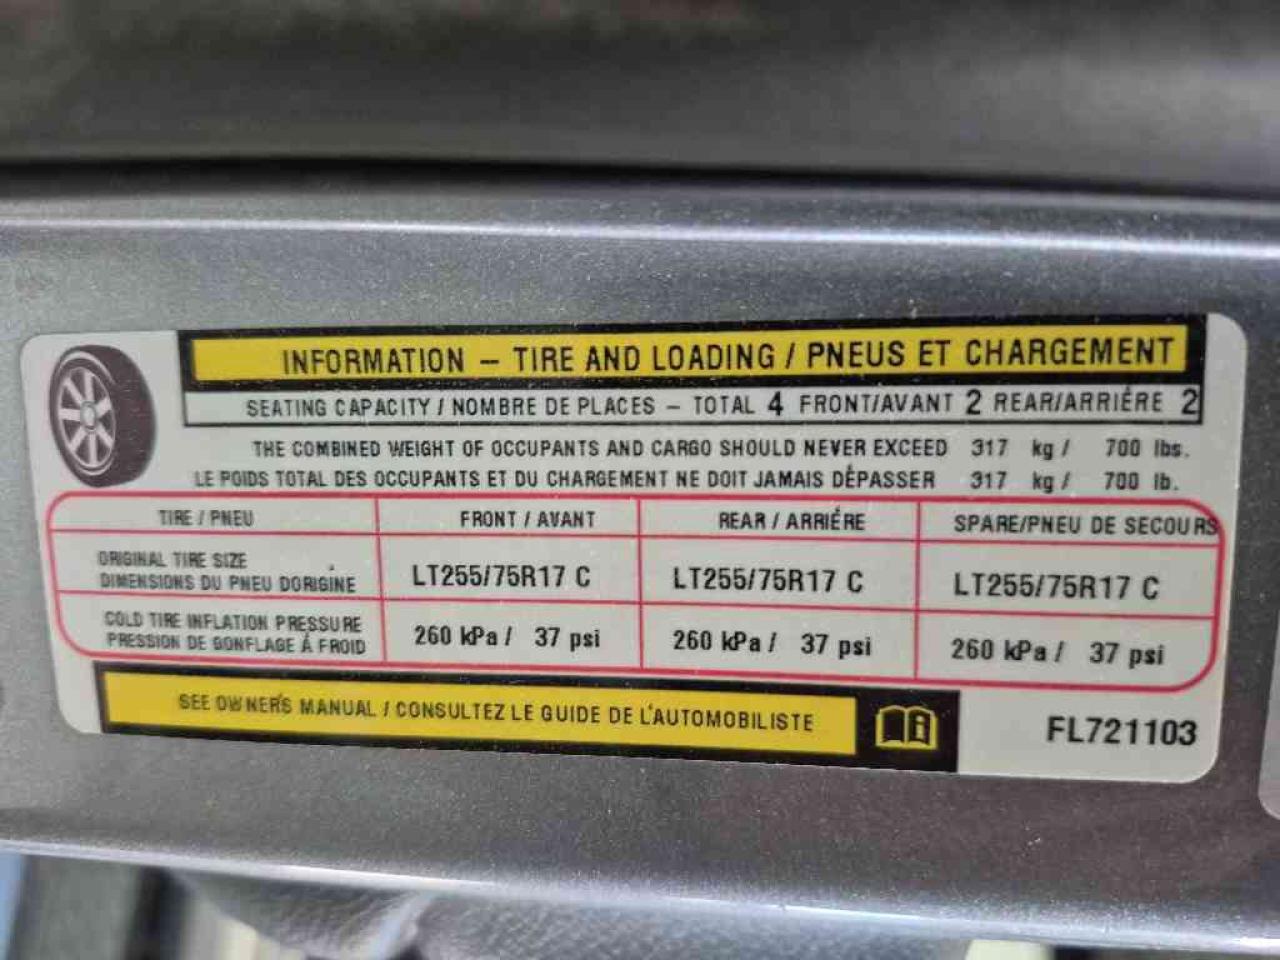 INFORMATION – TIRE AND LOADING / PNEUS ET CHARGEMENT
SEATING CAPACITY / NOMBRE DE PLACES – TOTAL 4 FRONT/AVANT 2 REAR/ARRIÉRE 2
THE COMBINED WEIGHT OF OCCUPANTS AND CARGO SHOULD NEVER EXCEED 317 kg / 700 lbs.
LE POIDS TOTAL DES OCCUPANTS ET DU CHARGEMENT NE DOIT JAMAIS DÉPASSER 317 kg / 700 lb.
TIRE / PNEU FRONT / AVANT REAR / ARRIÉRE SPARE/PNEU DE SECOURS
ORIGINAL TIRE SIZE
DIMENSIONS DU PNEU DORIGINE LT255/75R17 C LT255/75R17 C LT255/75R17 C
COLD TIRE INFLATION PRESSURE
PRESSION DE GONFLAGE Á FROID 260 kPa / 37 psi 260 kPa / 37 psi 260 kPa / 37 psi
SEE OWNER'S MANUAL / CONSULTEZ LE GUIDE DE L'AUTOMOBILISTE
FL721103